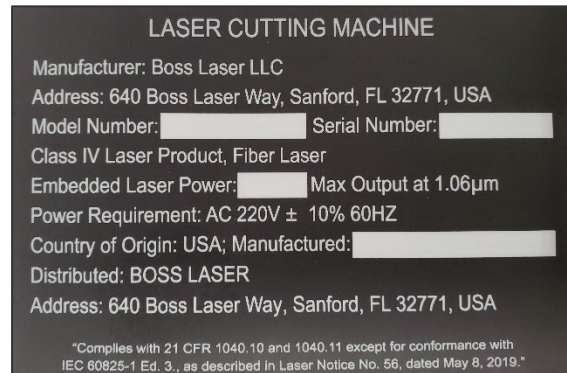 LASER CUTTING MACHINE
Manufacturer: Boss Laser LLC
Address: 640 Boss Laser Way, Sanford, FL 32771, USA
Model Number: Serial Number:
Class IV Laser Product, Fiber Laser
Embedded Laser Power: Max Output at 1.06μm
Power Requirement: AC 220V ± 10% 60HZ
Country of Origin: USA; Manufactured:
Distributed: BOSS LASER
Address: 640 Boss Laser Way, Sanford, FL 32771, USA
"Complies with 21 CFR 1040.10 and 1040.11 except for conformance with
IEC 60825-1 Ed. 3., as described in Laser Notice No. 56, dated May 8, 2019."